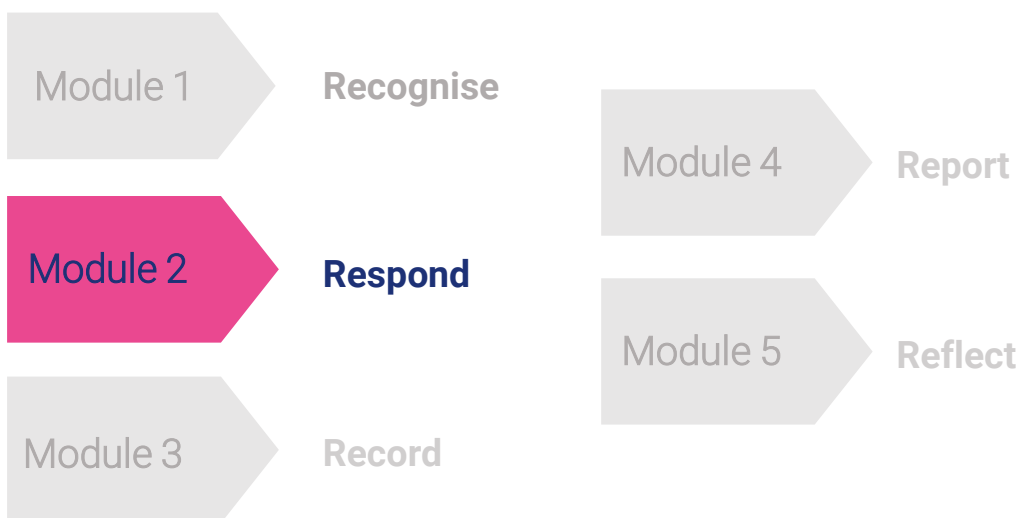 Module 1
Recognise
Module 2
Respond
Module 3
Record
Module 4
Report
Module 5
Reflect